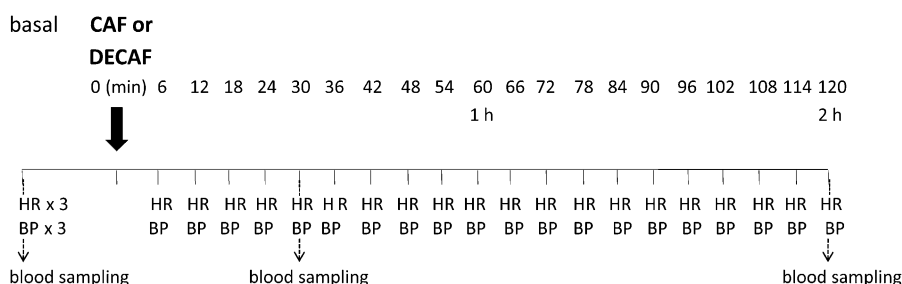 basal CAF or
DECAF
0 (min) 6 12 18 24 30 36 42 48 54 60 66 72 78 84 90 96 102 108 114 120
1 h 2 h
HR x 3 HR HR HR HR HR H R HR HR HR HR HR HR HR HR HR HR HR HR HR HR
BP x 3 BP BP BP BP BP BP BP BP BP BP BP BP BP BP BP BP BP BP BP BP
blood sampling blood sampling blood sampling